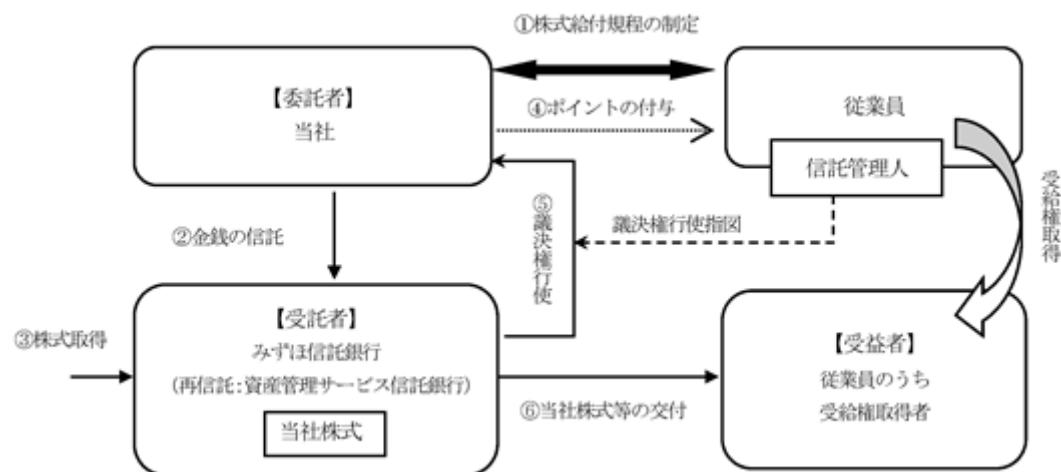 ①株式給付規程の制定
【委託者】
当社
④ポイントの付与
従業員
信託管理人
②金銭の信託
⑤議決権行使
議決権行使指図
受給権取得
③株式取得
【受託者】
みずほ信託銀行
(再信託:資産管理サービス信託銀行)
当社株式
⑥当社株式等の交付
【受益者】
従業員のうち
受給権取得者